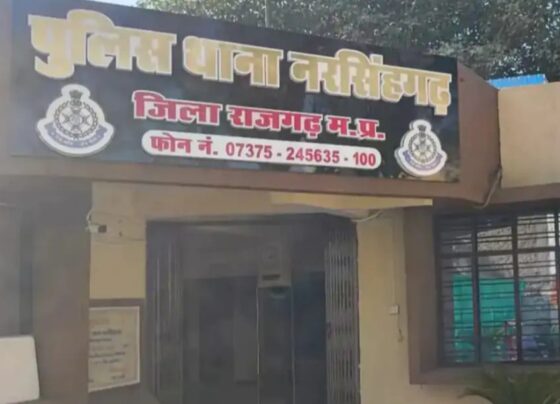 पुलिस थाना नरसिंहगढ़
जिला राजगढ़ म.प्र.
फोन नं. 07375 - 245635 - 100